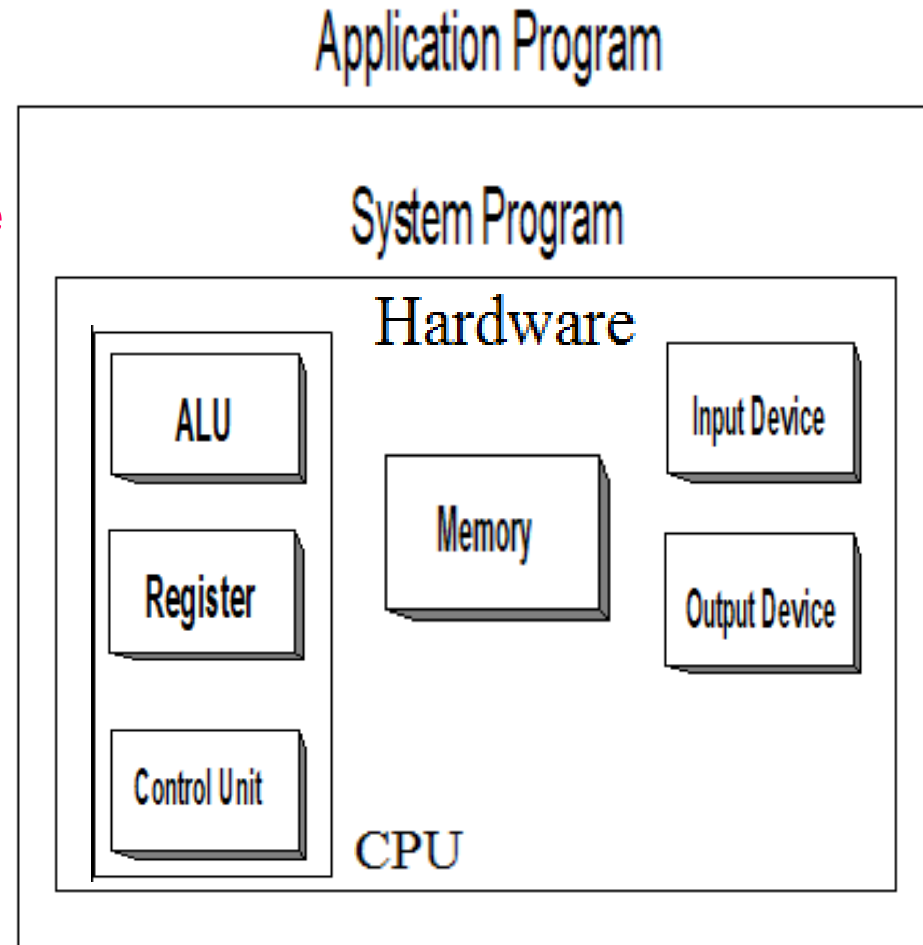 Application Program
System Program
Hardware
ALU
Register
Control Unit
CPU
Memory
Input Device
Output Device